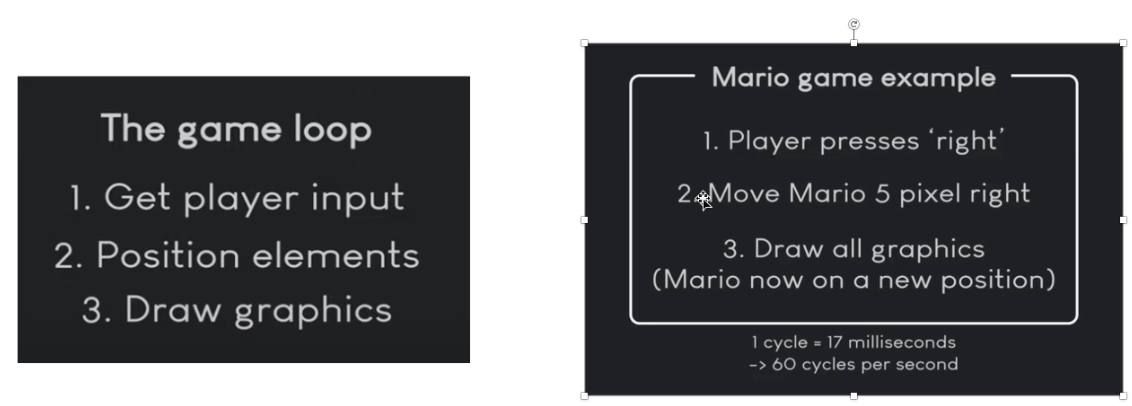 The game loop
1. Get player input
2. Position elements
3. Draw graphics
Mario game example
1. Player presses ‘right’
2. Move Mario 5 pixel right
3. Draw all graphics
(Mario now on a new position)
1 cycle = 17 milliseconds
-> 60 cycles per second